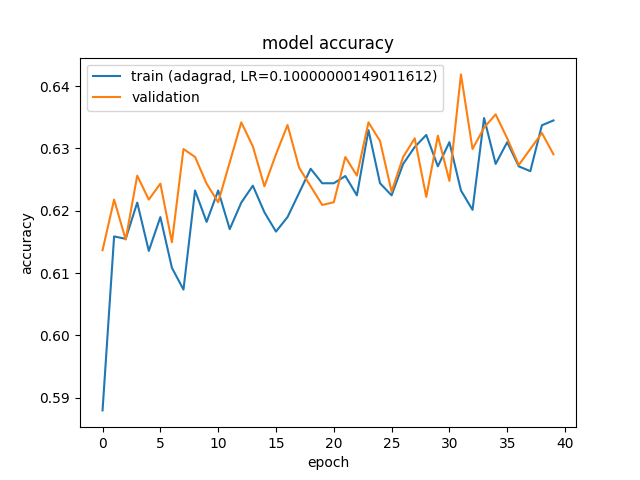 model accuracy
train (adagrad, LR=0.10000000149011612)
validation
accuracy
0.64
0.63
0.62
0.61
0.60
0.59
0 5 10 15 20 25 30 35 40
epoch